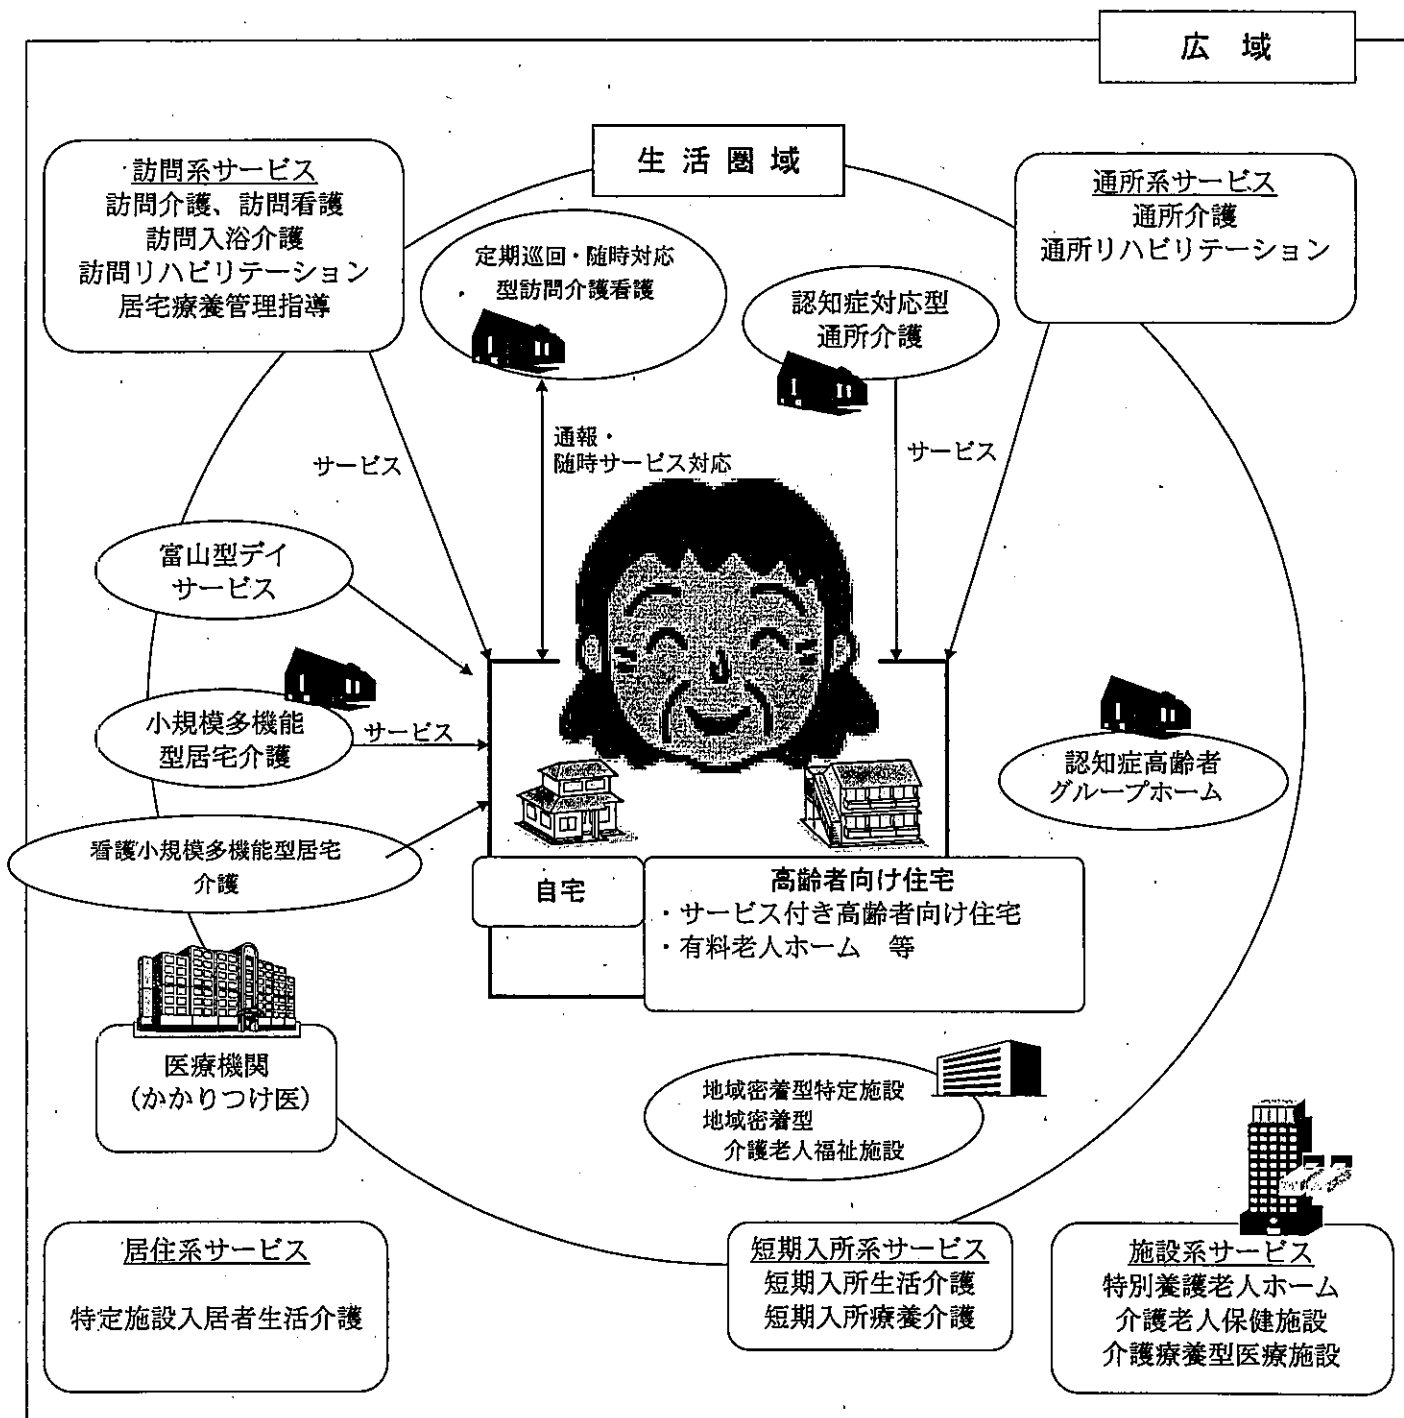 広 域
生 活 圏 域
訪問系サービス
訪問介護、訪問看護
訪問入浴介護
訪問リハビリテーション
居宅療養管理指導
通所系サービス
通所介護
通所リハビリテーション
定期巡回・随時対応
型訪問介護看護
認知症対応型
通所介護
通報・
随時サービス対応
サービス
サービス
富山型デイ
サービス
小規模多機能
型居宅介護
サービス
認知症高齢者
グループホーム
看護小規模多機能型居宅
介護
自宅
高齢者向け住宅
・サービス付き高齢者向け住宅
・有料老人ホーム 等
医療機関
(かかりつけ医)
地域密着型特定施設
地域密着型
介護老人福祉施設
居住系サービス
特定施設入居者生活介護
短期入所系サービス
短期入所生活介護
短期入所療養介護
施設系サービス
特別養護老人ホーム
介護老人保健施設
介護療養型医療施設